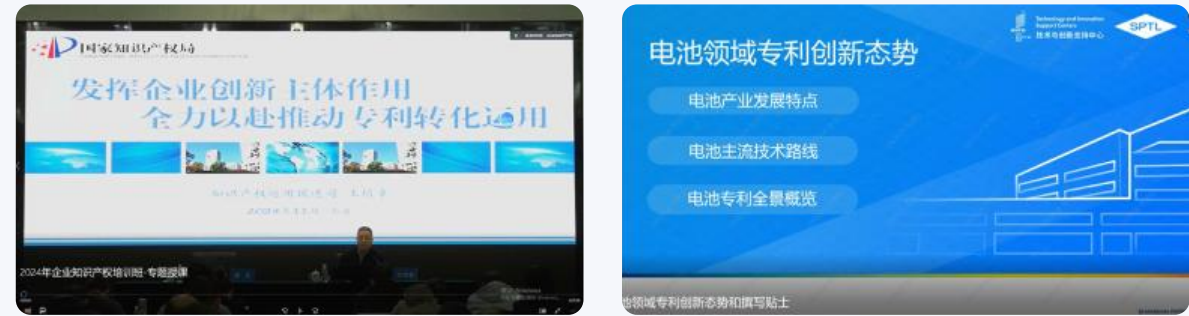 国家知识产权局
发挥企业创新主体作用
全力以赴推动专利转化运用
2024年企业知识产权培训班-专题授课
Technology and Innovation
Support Centers
技术与创新支持中心
SPTL
电池领域专利创新态势
电池产业发展特点
电池主流技术路线
电池专利全景概览
池领域专利创新态势和撰写贴士